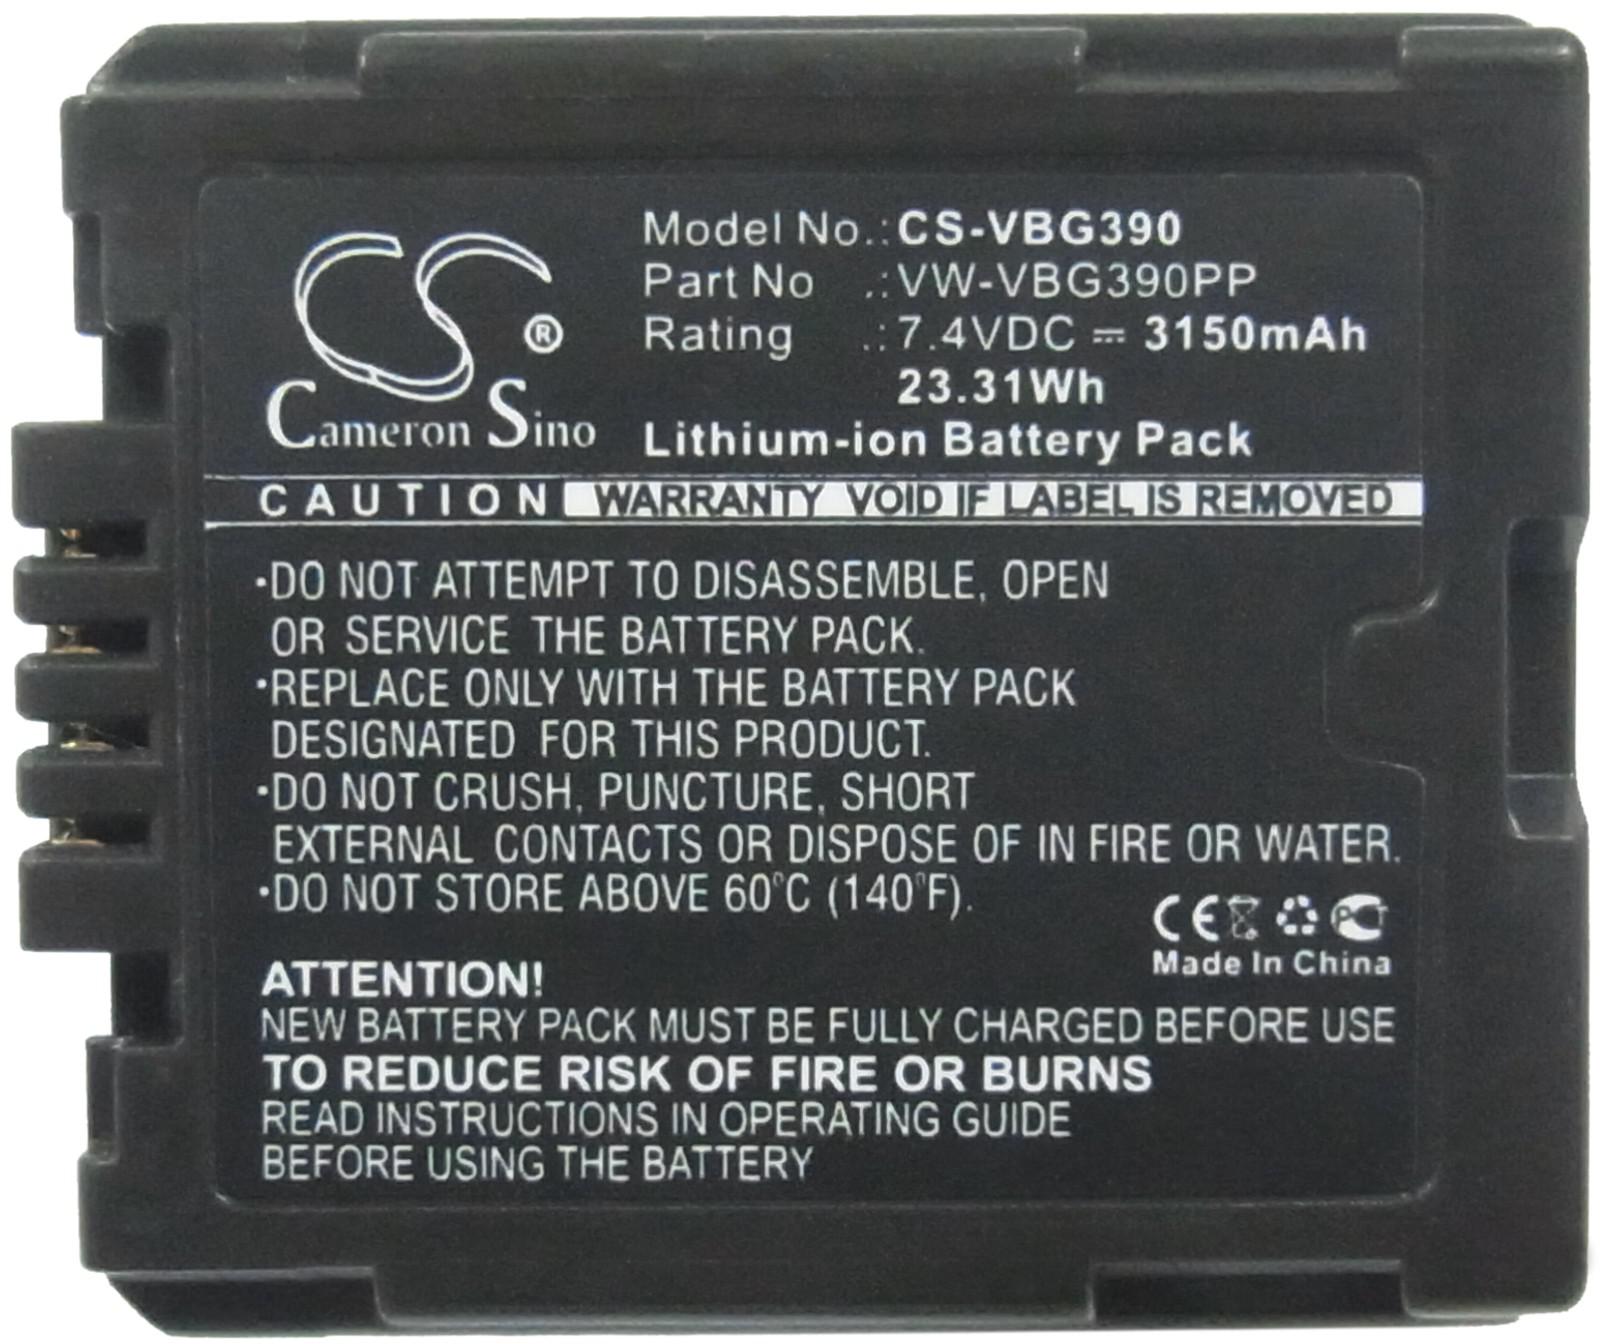 CS®
Cameron Sino
Model No.: CS-VBG390
Part No .: VW-VBG390PP
Rating .: 7.4VDC ⎓ 3150mAh
23.31Wh
Lithium-ion Battery Pack
CAUTION WARRANTY VOID IF LABEL IS REMOVED
·DO NOT ATTEMPT TO DISASSEMBLE, OPEN
OR SERVICE THE BATTERY PACK.
·REPLACE ONLY WITH THE BATTERY PACK
DESIGNATED FOR THIS PRODUCT.
·DO NOT CRUSH, PUNCTURE, SHORT
EXTERNAL CONTACTS OR DISPOSE OF IN FIRE OR WATER.
·DO NOT STORE ABOVE 60°C (140°F).
CE PCT
Made In China
ATTENTION!
NEW BATTERY PACK MUST BE FULLY CHARGED BEFORE USE
TO REDUCE RISK OF FIRE OR BURNS
READ INSTRUCTIONS IN OPERATING GUIDE
BEFORE USING THE BATTERY